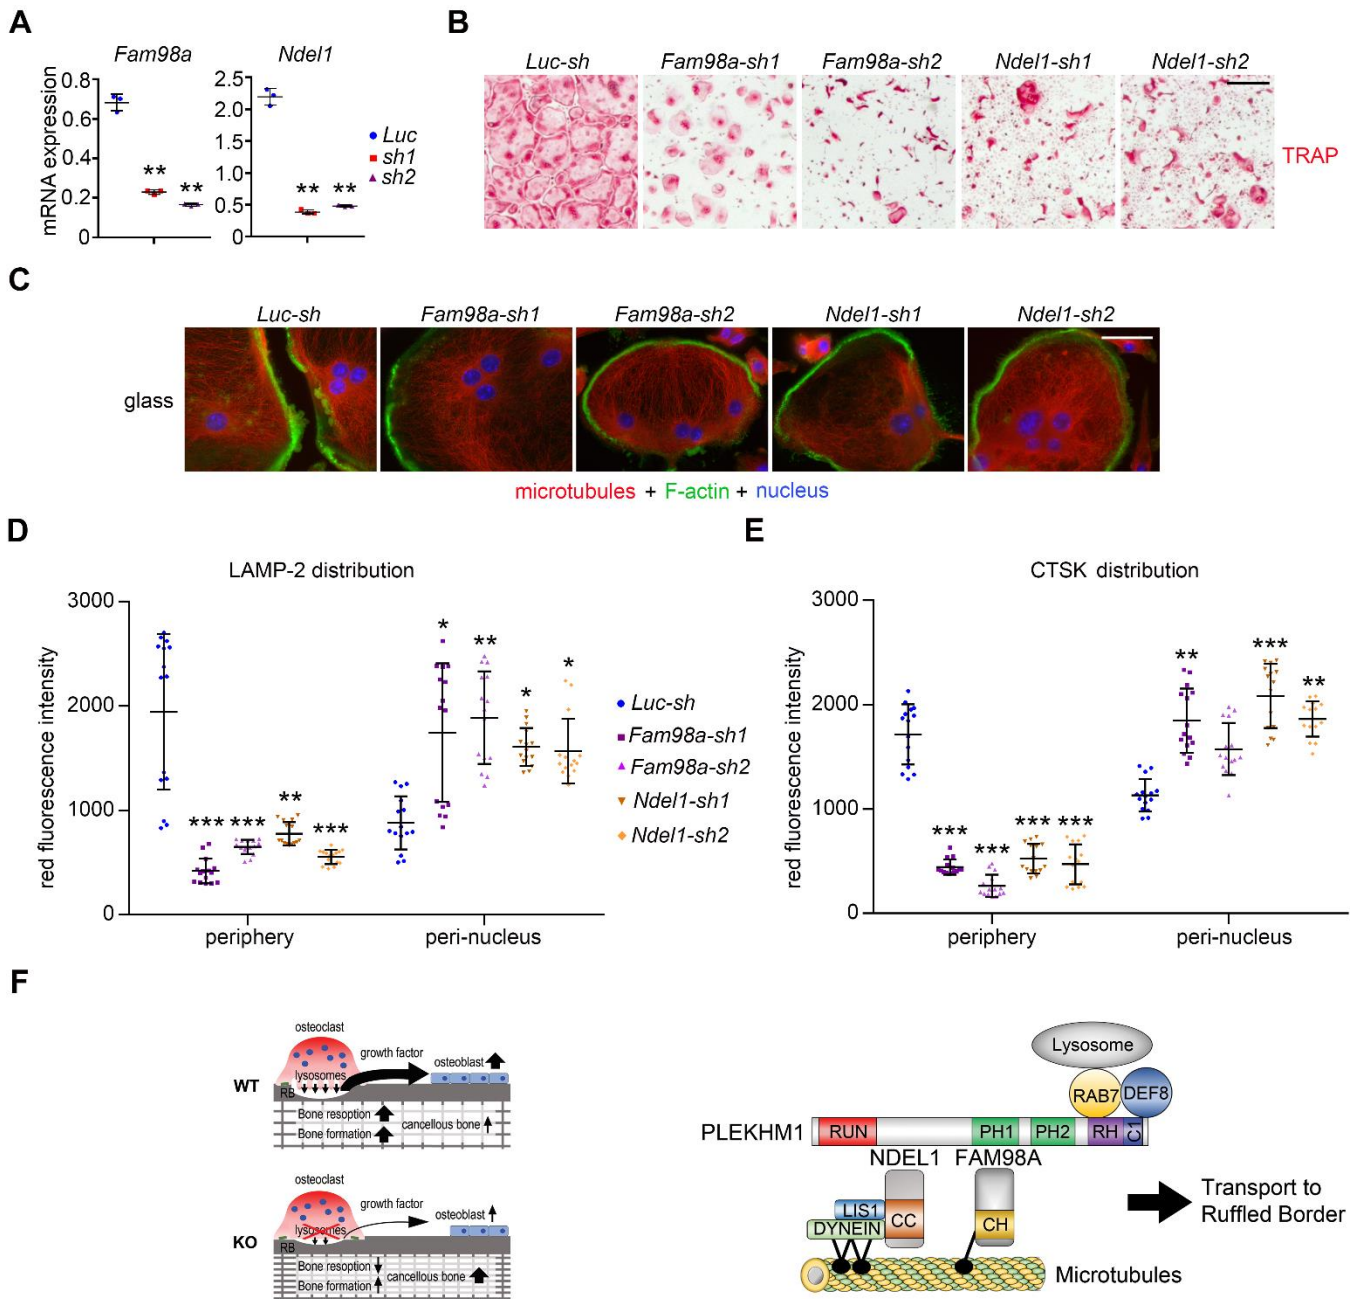 A
Fam98a
Ndel1
mRNA expression
0.8
0.6
0.4
0.2
0
**
**
2.5
2.0
1.5
1.0
0.5
0
**
**
Luc
sh1
sh2
B
Luc-sh
Fam98a-sh1
Fam98a-sh2
Ndel1-sh1
Ndel1-sh2
TRAP
C
Luc-sh
Fam98a-sh1
Fam98a-sh2
Ndel1-sh1
Ndel1-sh2
glass
microtubules + F-actin + nucleus
D
LAMP-2 distribution
red fluorescence intensity
3000
2000
1000
0
***
***
**
***
*
**
*
*
periphery
peri-nucleus
Luc-sh
Fam98a-sh1
Fam98a-sh2
Ndel1-sh1
Ndel1-sh2
E
CTSK distribution
red fluorescence intensity
3000
2000
1000
0
***
***
***
***
**
***
**
periphery
peri-nucleus
F
WT
osteoclast
lysosomes
growth factor
osteoblast
RB
Bone resoption
Bone formation
cancellous bone
KO
osteoclast
lysosomes
growth factor
osteoblast
RB
Bone resoption
Bone formation
cancellous bone
Lysosome
RAB7
DEF8
PLEKHM1
RUN
PH1
PH2
RH
C1
NDEL1
FAM98A
LIS1
DYNEIN
CC
CH
Microtubules
Transport to
Ruffled Border